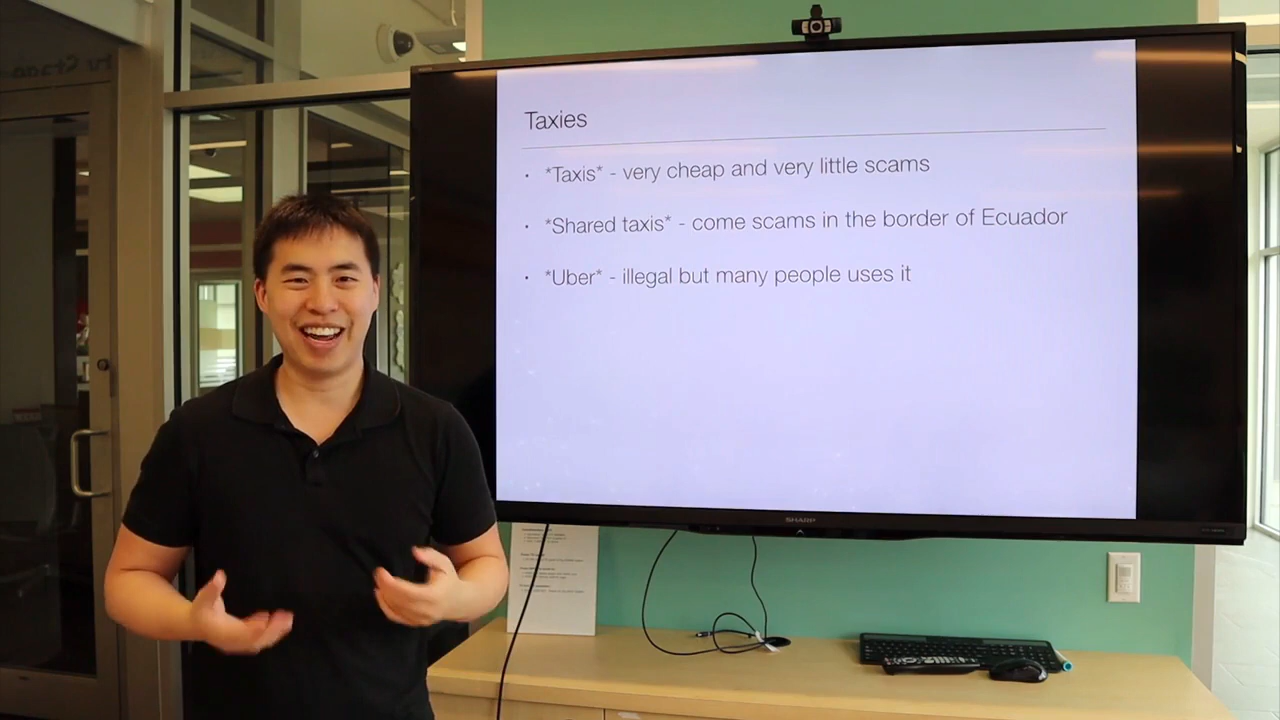 Taxies
• *Taxis* - very cheap and very little scams
• *Shared taxis* - come scams in the border of Ecuador
• *Uber* - illegal but many people uses it
SHARP